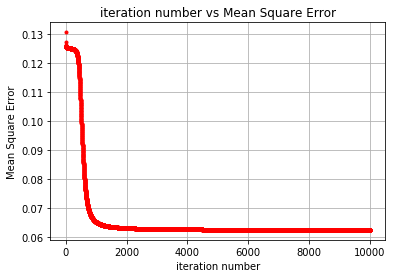 iteration number vs Mean Square Error
0.13
0.12
0.11
0.10
0.09
0.08
0.07
0.06
Mean Square Error
0 2000 4000 6000 8000 10000
iteration number